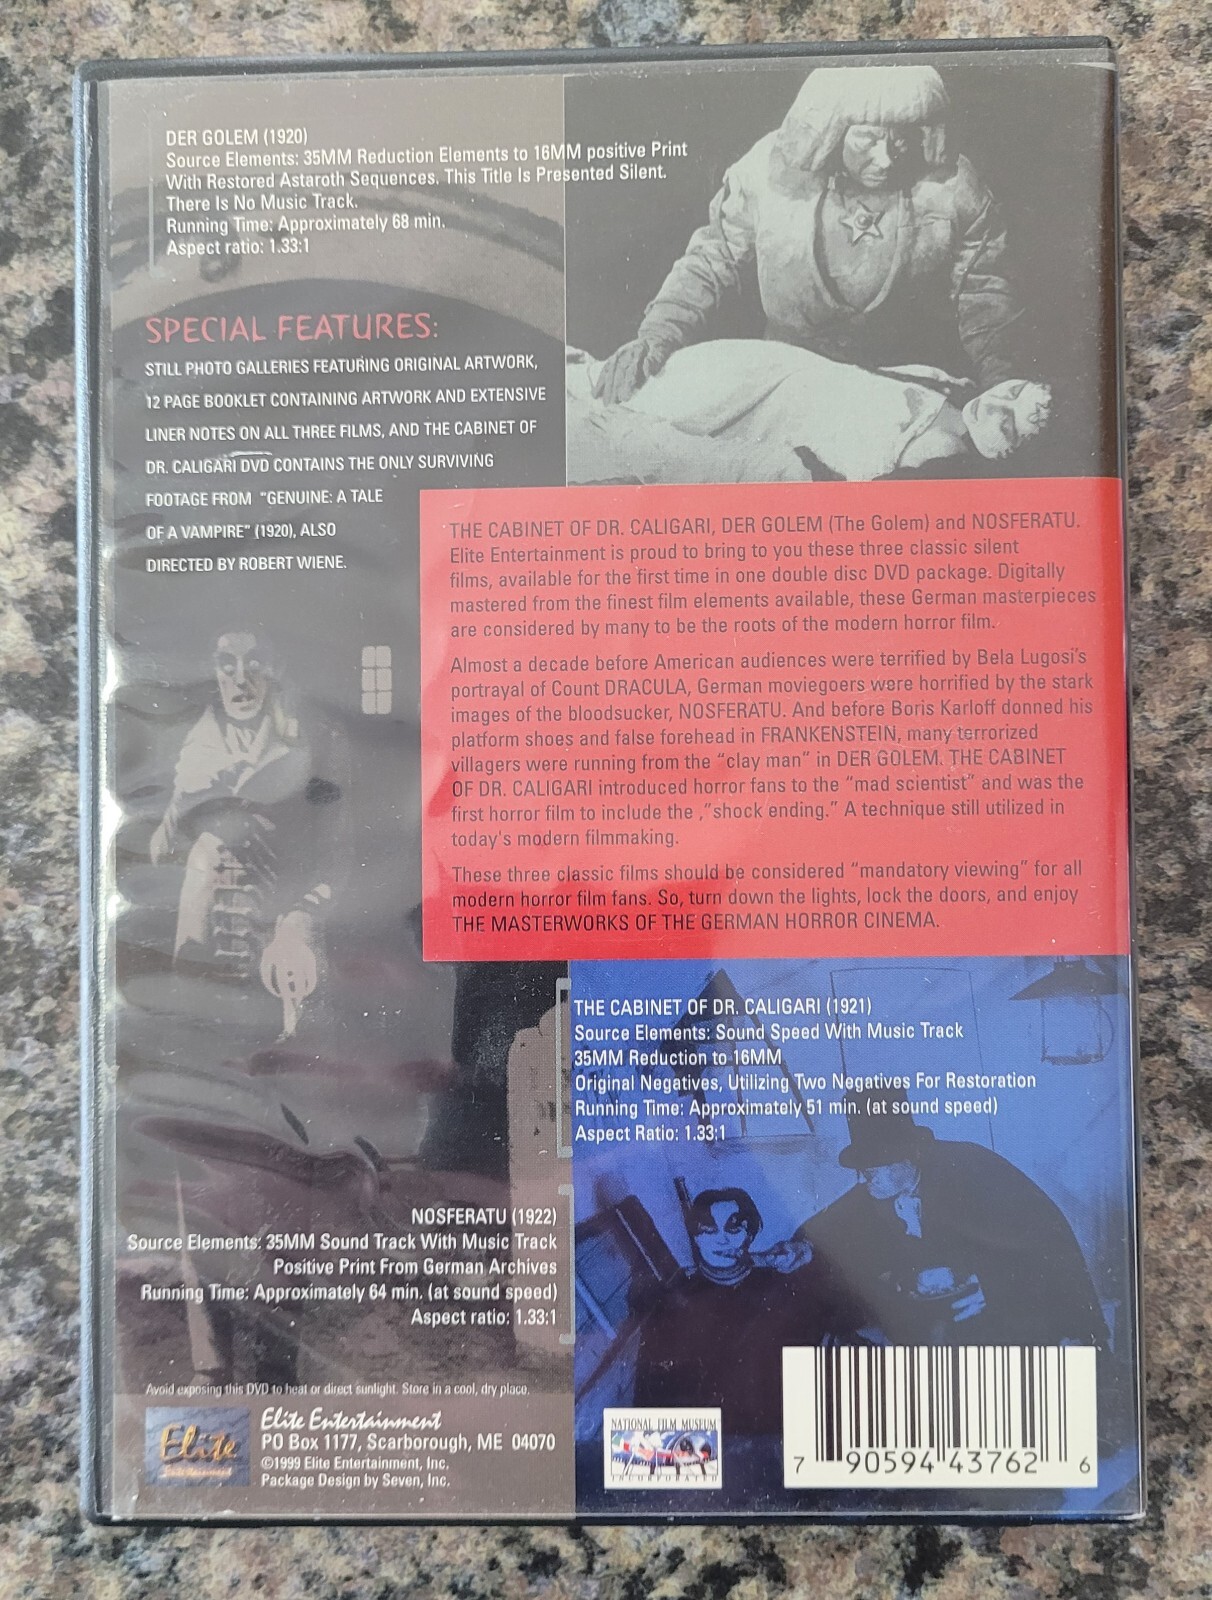 DER GOLEM (1920)
Source Elements: 35MM Reduction Elements to 16MM positive Print
With Restored Astaroth Sequences. This Title Is Presented Silent.
There Is No Music Track.
Running Time: Approximately 68 min.
Aspect ratio: 1.33:1
SPECIAL FEATURES:
STILL PHOTO GALLERIES FEATURING ORIGINAL ARTWORK,
12 PAGE BOOKLET CONTAINING ARTWORK AND EXTENSIVE
LINER NOTES ON ALL THREE FILMS, AND THE CABINET OF
DR. CALIGARI DVD CONTAINS THE ONLY SURVIVING
FOOTAGE FROM "GENUINE: A TALE
OF A VAMPIRE" (1920), ALSO
DIRECTED BY ROBERT WIENE.
THE CABINET OF DR. CALIGARI, DER GOLEM (The Golem) and NOSFERATU.
Elite Entertainment is proud to bring to you these three classic silent
films, available for the first time in one double disc DVD package. Digitally
mastered from the finest film elements available, these German masterpieces
are considered by many to be the roots of the modern horror film.
Almost a decade before American audiences were terrified by Bela Lugosi's
portrayal of Count DRACULA, German moviegoers were horrified by the stark
images of the bloodsucker, NOSFERATU. And before Boris Karloff donned his
platform shoes and false forehead in FRANKENSTEIN, many terrorized
villagers were running from the "clay man" in DER GOLEM. THE CABINET
OF DR. CALIGARI introduced horror fans to the "mad scientist" and was the
first horror film to include the ,"shock ending." A technique still utilized in
today's modern filmmaking.
These three classic films should be considered "mandatory viewing" for all
modern horror film fans. So, turn down the lights, lock the doors, and enjoy
THE MASTERWORKS OF THE GERMAN HORROR CINEMA.
THE CABINET OF DR. CALIGARI (1921)
Source Elements: Sound Speed With Music Track
35MM Reduction to 16MM
Original Negatives, Utilizing Two Negatives For Restoration
Running Time: Approximately 51 min. (at sound speed)
Aspect Ratio: 1.33:1
NOSFERATU (1922)
Source Elements: 35MM Sound Track With Music Track
Positive Print From German Archives
Running Time: Approximately 64 min. (at sound speed)
Aspect ratio: 1.33:1
Avoid exposing this DVD to heat or direct sunlight. Store in a cool, dry place.
Elite
Entertainment
Elite Entertainment
PO Box 1177, Scarborough, ME 04070
©1999 Elite Entertainment, Inc.
Package Design by Seven, Inc.
NATIONAL FILM MUSEUM
INCORPORATED
7 90594 43762 6